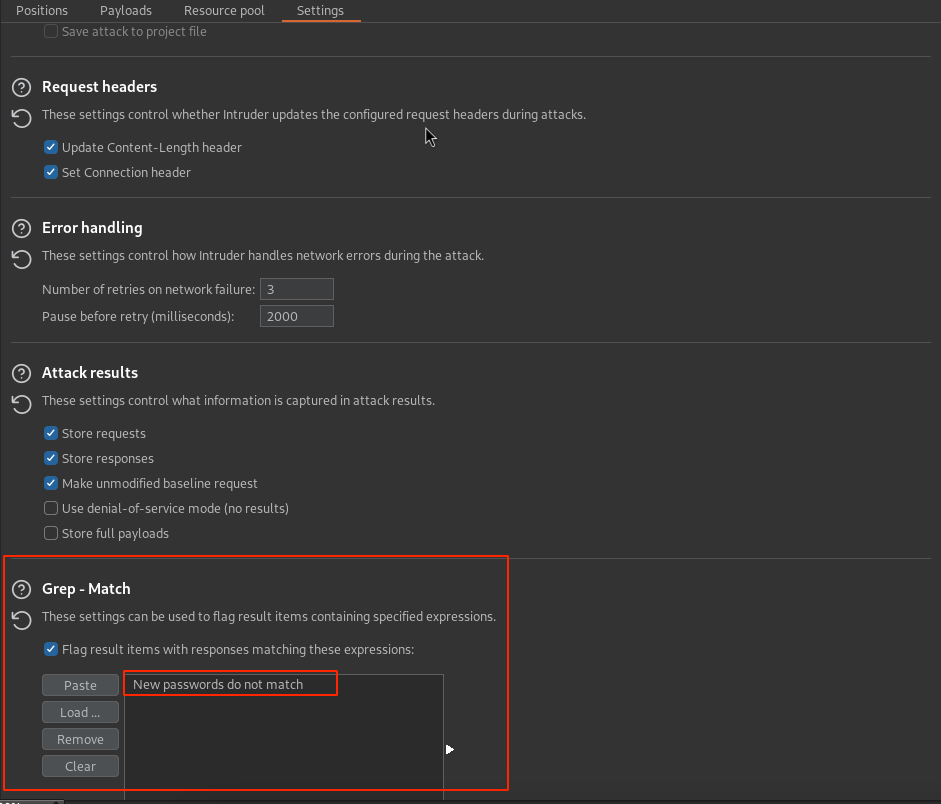 Positions Payloads Resource pool Settings
Save attack to project file
Request headers
These settings control whether Intruder updates the configured request headers during attacks.
Update Content-Length header
Set Connection header
Error handling
These settings control how Intruder handles network errors during the attack.
Number of retries on network failure: 3
Pause before retry (milliseconds): 2000
Attack results
These settings control what information is captured in attack results.
Store requests
Store responses
Make unmodified baseline request
Use denial-of-service mode (no results)
Store full payloads
Grep - Match
These settings can be used to flag result items containing specified expressions.
Flag result items with responses matching these expressions:
Paste New passwords do not match
Load ...
Remove
Clear